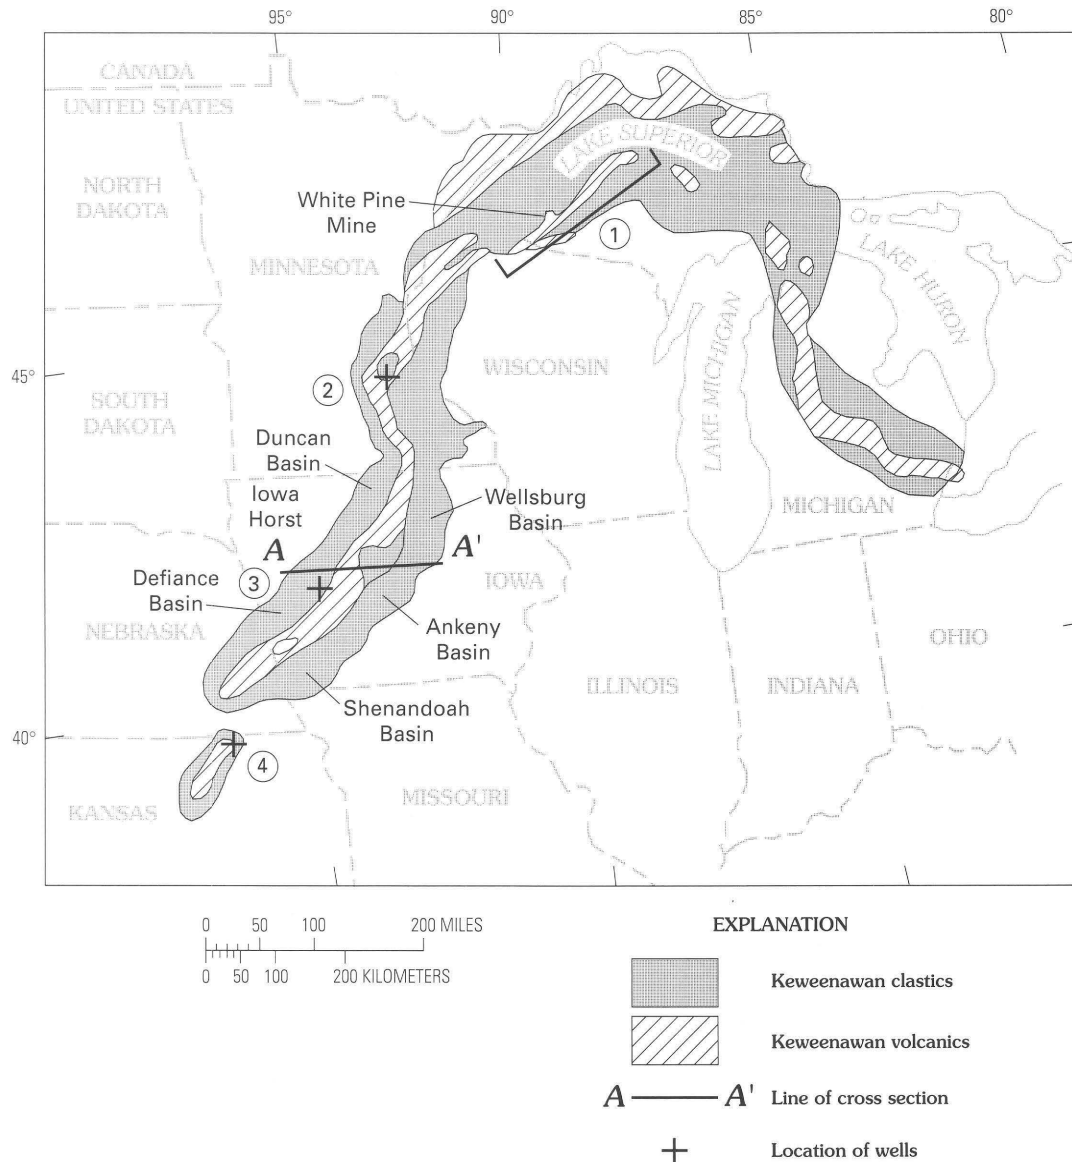 95°
90°
85°
80°
CANADA
UNITED STATES
LAKE SUPERIOR
NORTH
DAKOTA
White Pine
Mine
1
MINNESOTA
LAKE HURON
LAKE MICHIGAN
45°
WISCONSIN
2
SOUTH
DAKOTA
Duncan
Basin
Iowa
Horst
Wellsburg
Basin
MICHIGAN
A
A'
3
IOWA
Defiance
Basin
NEBRASKA
Ankeny
Basin
OHIO
ILLINOIS
INDIANA
Shenandoah
Basin
40°
4
KANSAS
MISSOURI
0 50 100 200 MILES
0 50 100 200 KILOMETERS
EXPLANATION
Keweenawan clastics
Keweenawan volcanics
A A' Line of cross section
Location of wells